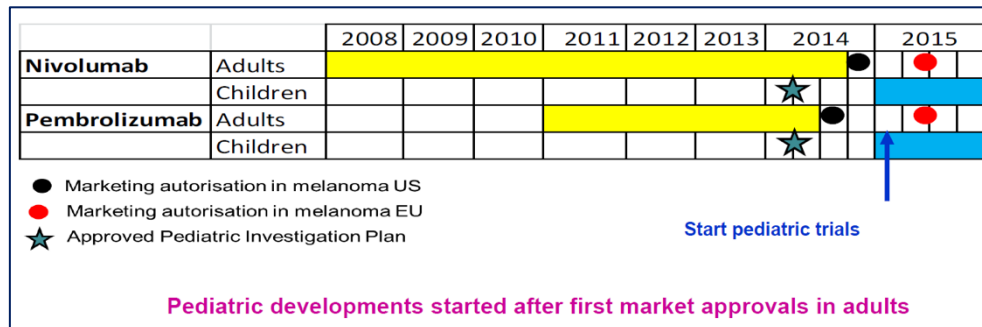 2008 2009 2010 2011 2012 2013 2014 2015
Nivolumab Adults
Children
Pembrolizumab Adults
Children
Marketing autorisation in melanoma US
Marketing autorisation in melanoma EU
Approved Pediatric Investigation Plan
Start pediatric trials
Pediatric developments started after first market approvals in adults